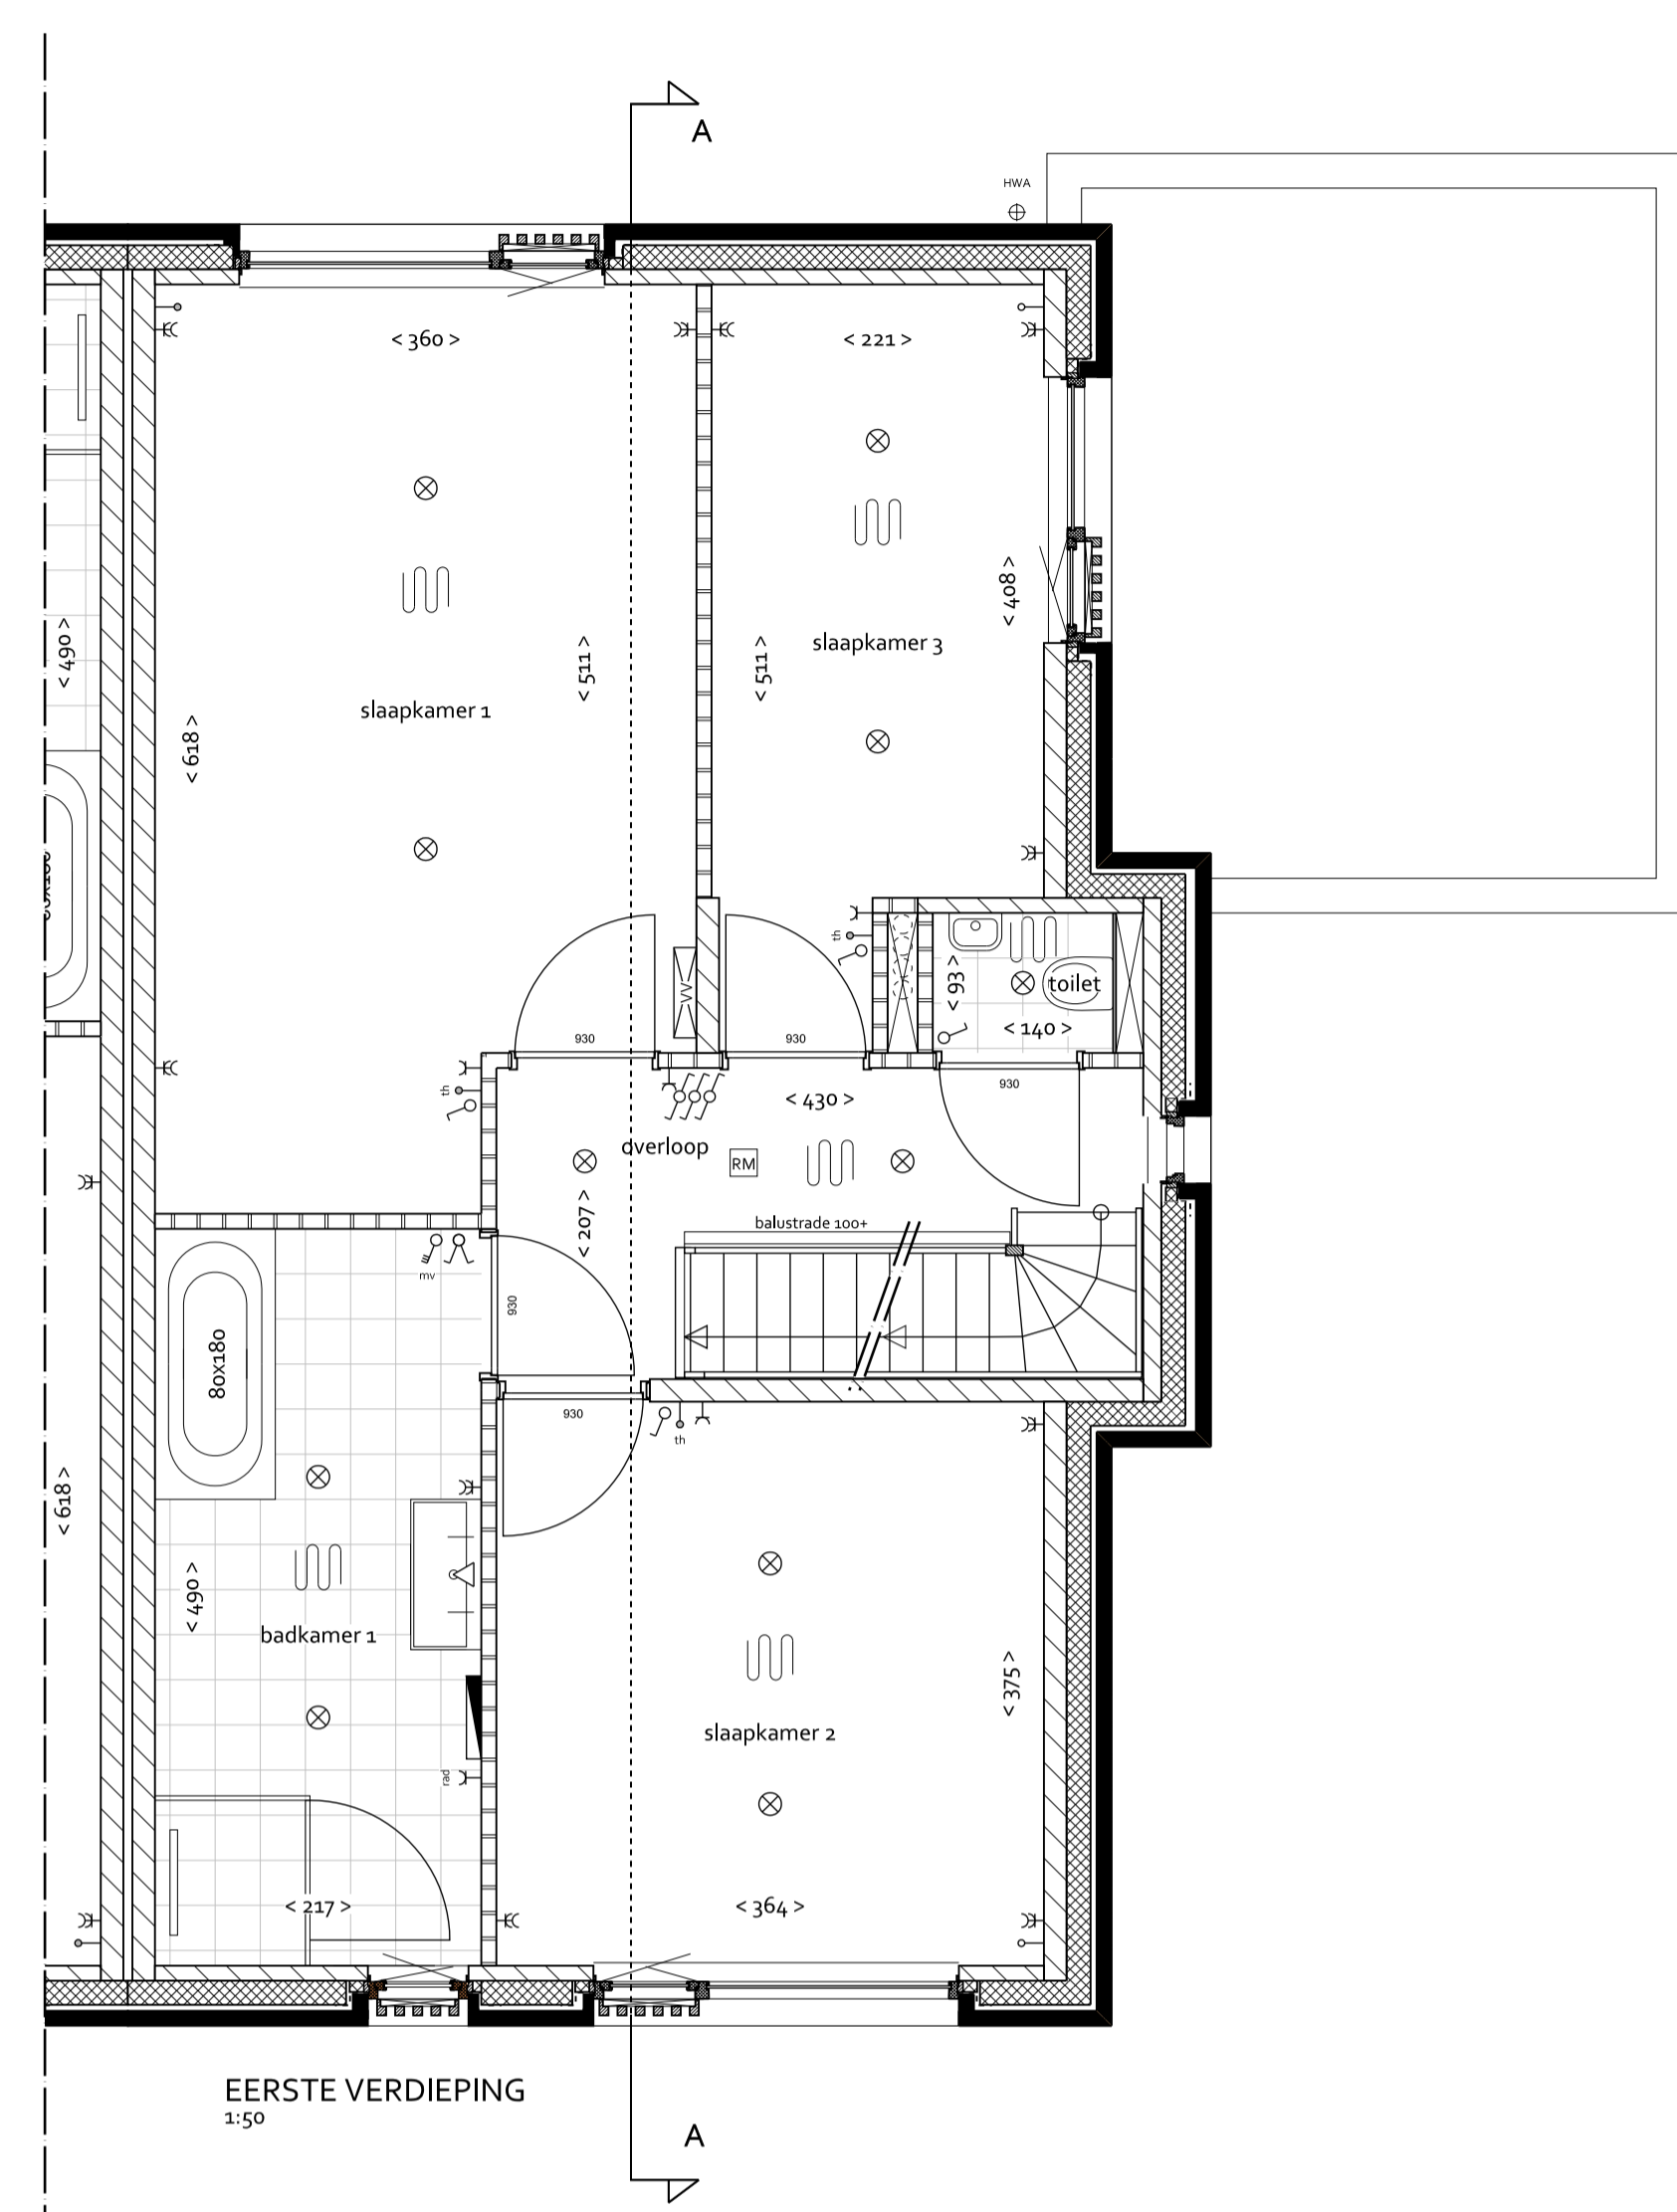 A
HWA
< 360 >
< 221 >
< 408 >
< 490 >
slaapkamer 3
< 511 >
< 511 >
slaapkamer 1
< 618 >
th
< 93 >
toilet
VV
< 140 >
930
930
930
th
< 430 >
overloop
RM
< 207 >
balustrade 100+
mv
930
80x180
930
th
< 618 >
< 490 >
badkamer 1
< 375 >
slaapkamer 2
rad
< 217 >
< 364 >
EERSTE VERDIEPING
1:50
A